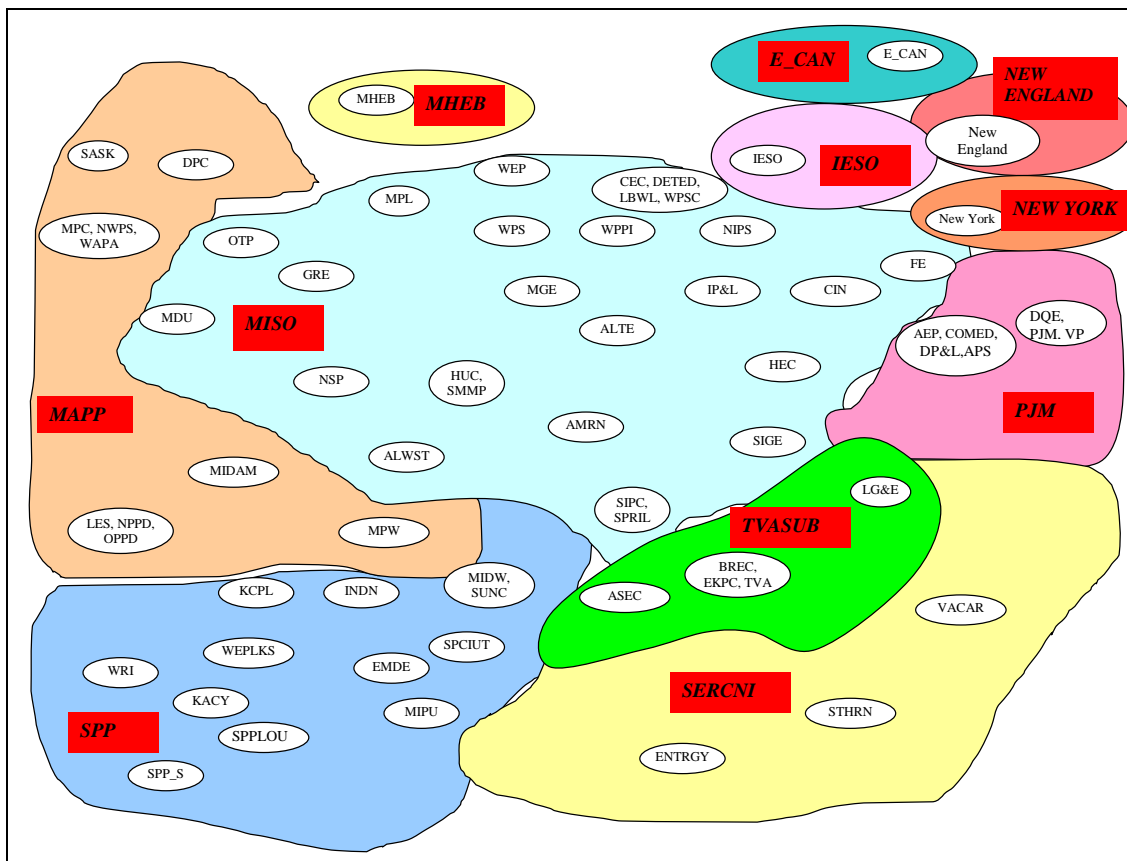 E_CAN
E_CAN
NEW
ENGLAND
MHEB
MHEB
New
England
SASK
DPC
IESO
IESO
WEP
CEC, DETED,
LBWL, WPSC
MPL
NEW YORK
New York
MPC, NWPS,
WAPA
OTP
WPS
WPPI
NIPS
FE
GRE
MGE
IP&L
CIN
MDU
MISO
ALTE
AEP, COMED,
DP&L,APS
DQE,
PJM. VP
NSP
HUC,
SMMP
HEC
MAPP
PJM
AMRN
SIGE
ALWST
MIDAM
LG&E
SIPC,
SPRIL
TVASUB
LES, NPPD,
OPPD
MPW
BREC,
EKPC, TVA
MIDW,
SUNC
KCPL
INDN
ASEC
VACAR
WEPLKS
SPCIUT
WRI
EMDE
SERCNI
KACY
MIPU
STHRN
SPP
SPPLOU
ENTRGY
SPP_S